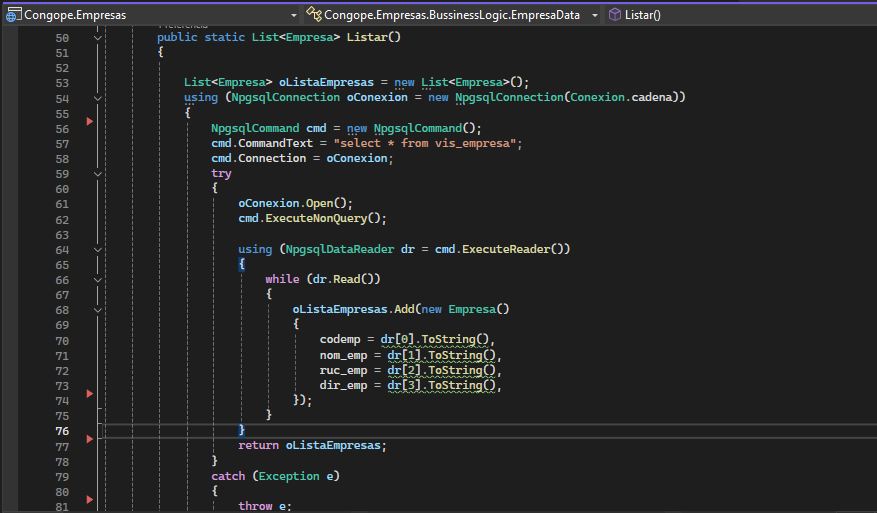 Congope.Empresas
Congope.Empresas.BussinessLogic.EmpresaData
Listar()
50 public static List<Empresa> Listar()
51 {
52
53 List<Empresa> oListaEmpresas = new List<Empresa>();
54 using (NpgsqlConnection oConexion = new NpgsqlConnection(Conexion.cadena))
55 {
56 NpgsqlCommand cmd = new NpgsqlCommand();
57 cmd.CommandText = "select * from vis_empresa";
58 cmd.Connection = oConexion;
59 try
60 {
61 oConexion.Open();
62 cmd.ExecuteNonQuery();
63
64 using (NpgsqlDataReader dr = cmd.ExecuteReader())
65 {
66 while (dr.Read())
67 {
68 oListaEmpresas.Add(new Empresa()
69 {
70 codemp = dr[0].ToString(),
71 nom_emp = dr[1].ToString(),
72 ruc_emp = dr[2].ToString(),
73 dir_emp = dr[3].ToString(),
74 });
75 }
76 }
77 return oListaEmpresas;
78 }
79 catch (Exception e)
80 {
81 throw e;